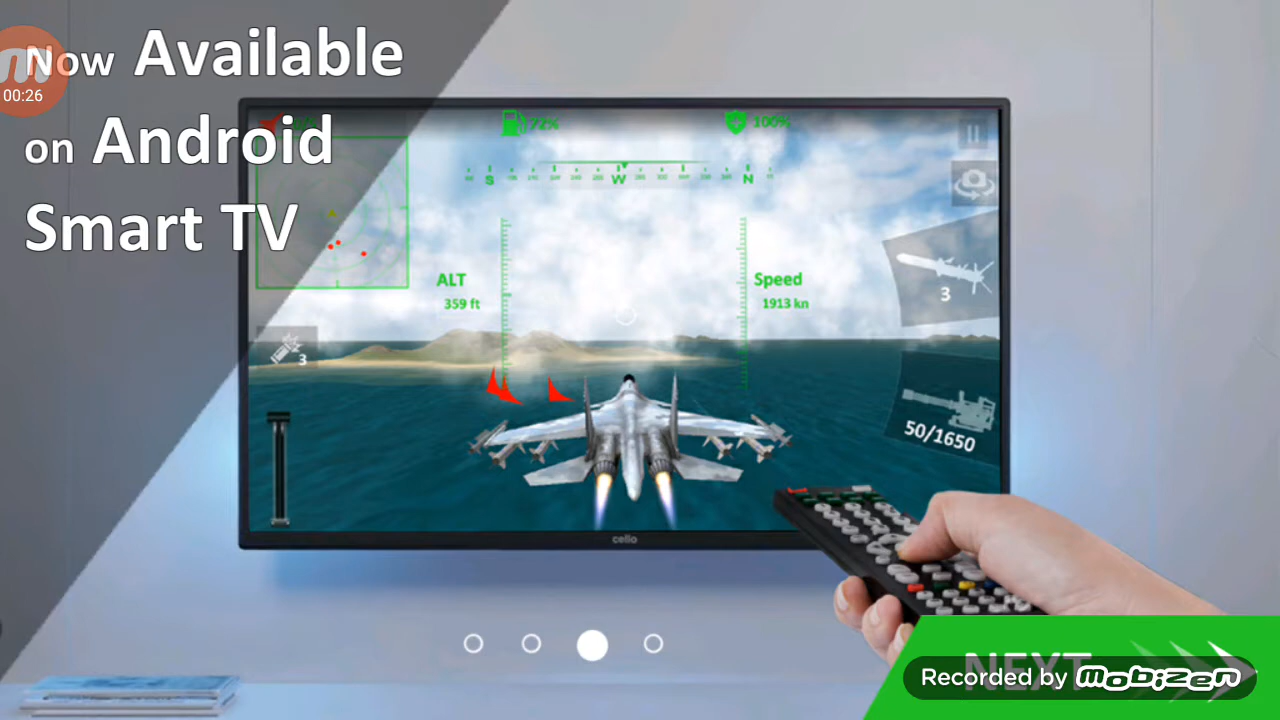 Now Available
on Android
Smart TV
00:26
72%
100%
S
W
N
ALT
359 ft
Speed
1913 kn
3
3
50/1650
cello
NEXT
Recorded by mobizen